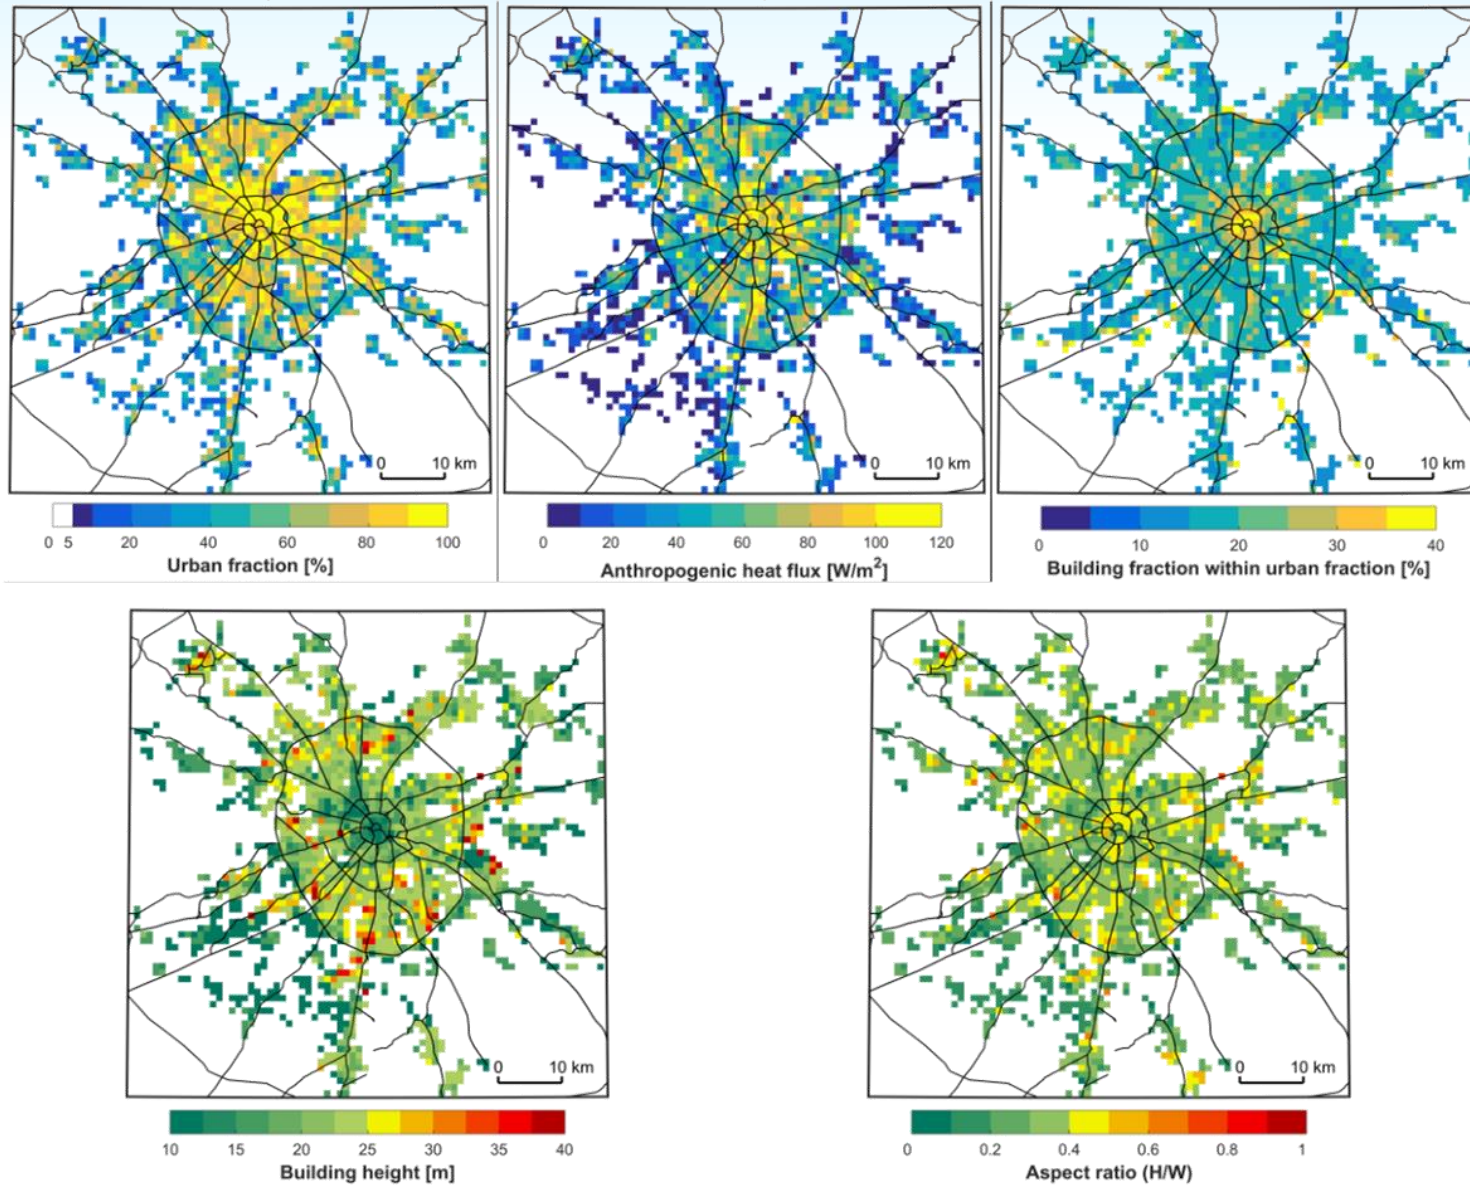 0 10 km
0 10 km
0 10 km
0 5 20 40 60 80 100
Urban fraction [%]
0 20 40 60 80 100 120
Anthropogenic heat flux [W/m²]
0 10 20 30 40
Building fraction within urban fraction [%]
0 10 km
0 10 km
10 15 20 25 30 35 40
Building height [m]
0 0.2 0.4 0.6 0.8 1
Aspect ratio (H/W)